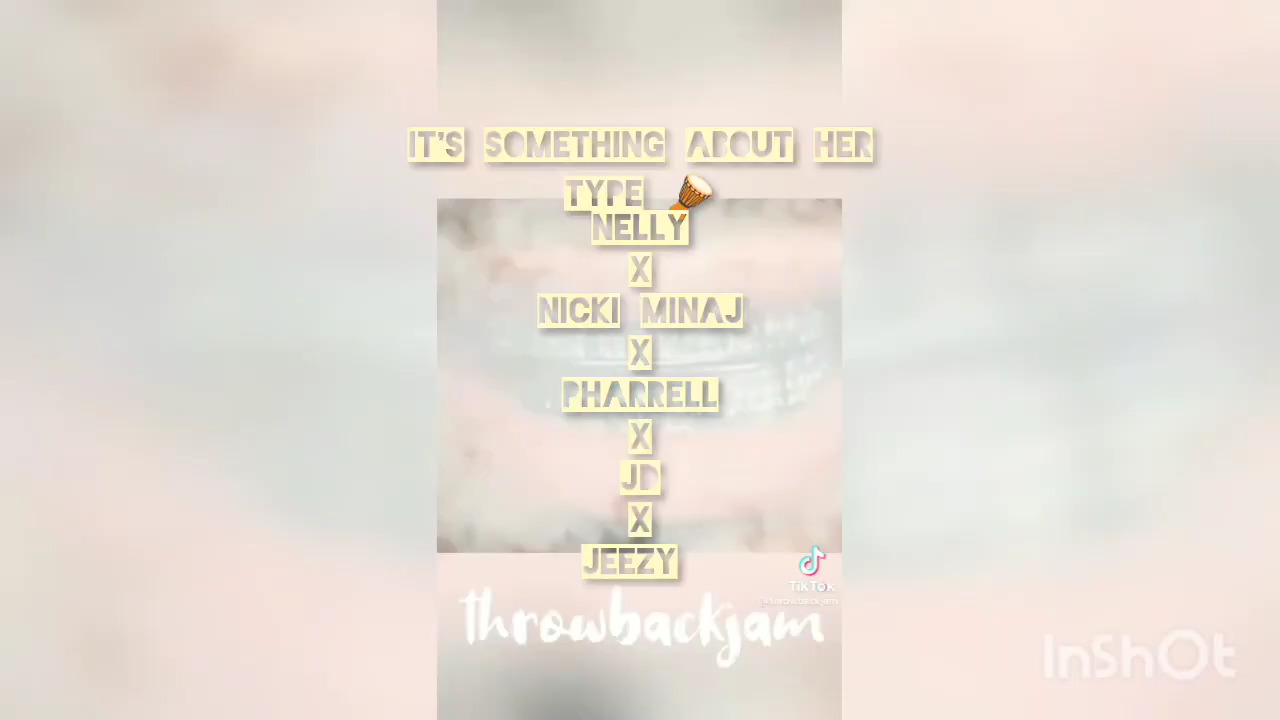 IT'S SOMETHING ABOUT HER
TYPE 🪘
NELLY
X
NICKI MINAJ
X
PHARRELL
X
JD
X
JEEZY
TikTok
throwbackjam
InShOt